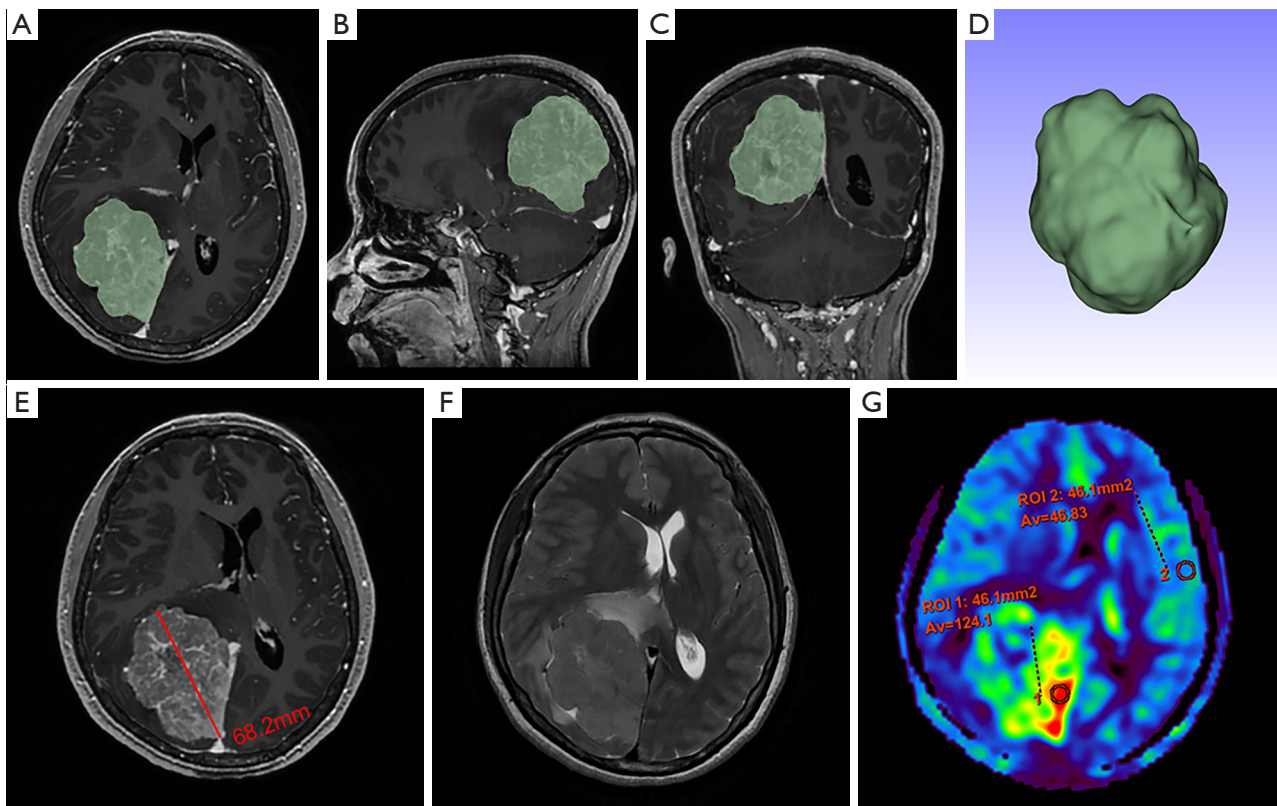 A
B
C
D
E
F
G
68.2mm
ROI 2: 46.1mm2
Av=46.83
2
ROI 1: 46.1mm2
Av=124.1
1